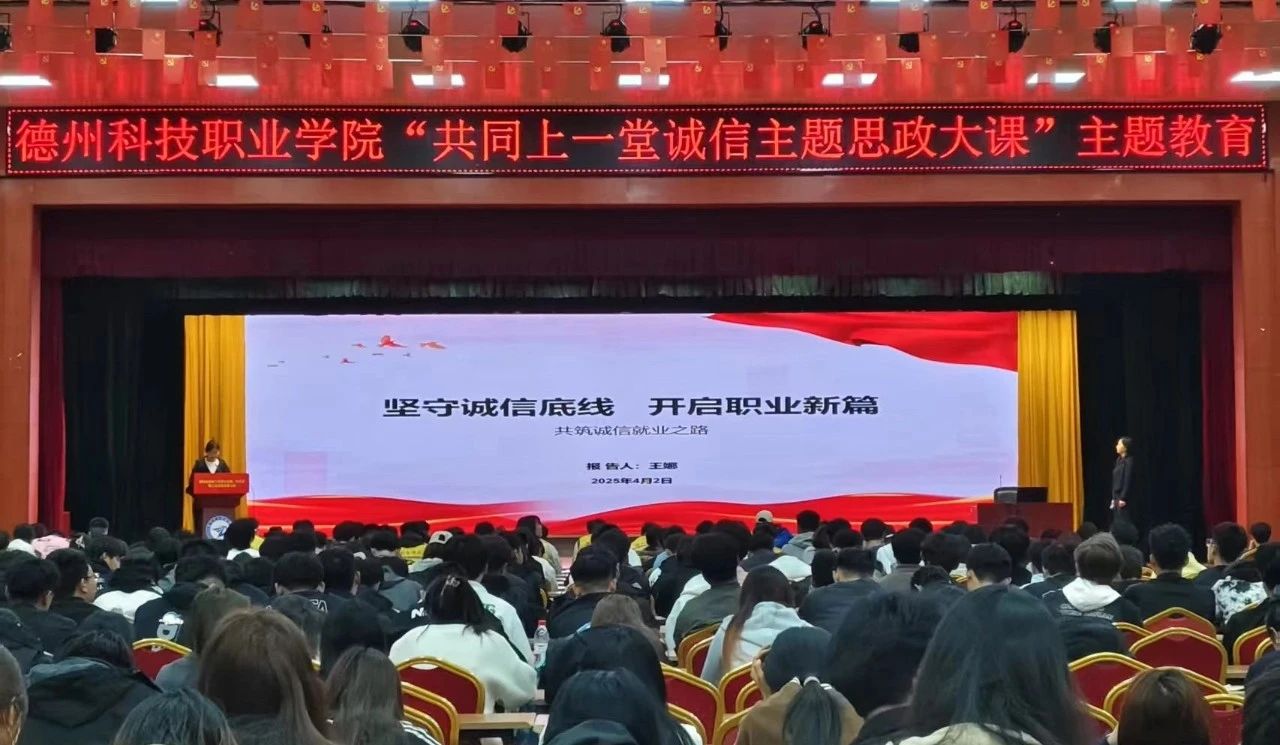 德州科技职业学院“共同上一堂诚信主题思政大课”主题教育
坚守诚信底线 开启职业新篇
共筑诚信就业之路
报告人：王娜
2025年4月2日